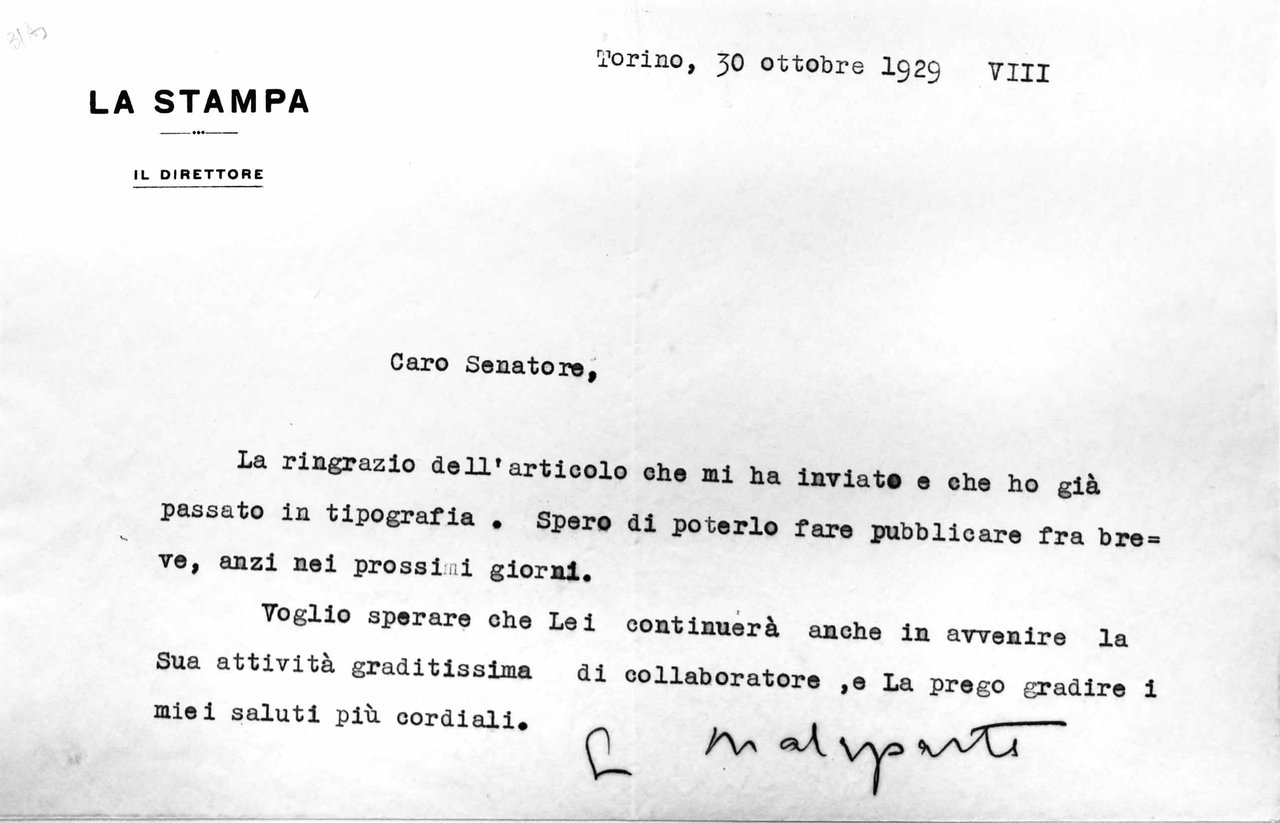 Torino, 30 ottobre 1929 VIII
LA STAMPA
IL DIRETTORE
Caro Senatore,
La ringrazio dell'articolo che mi ha inviato e che ho già
passato in tipografia . Spero di poterlo fare pubblicare fra bre=
ve, anzi nei prossimi giorni.
Voglio sperare che Lei continuerà anche in avvenire la
Sua attività graditissima di collaboratore ,e La prego gradire i
miei saluti più cordiali.
Malaparte